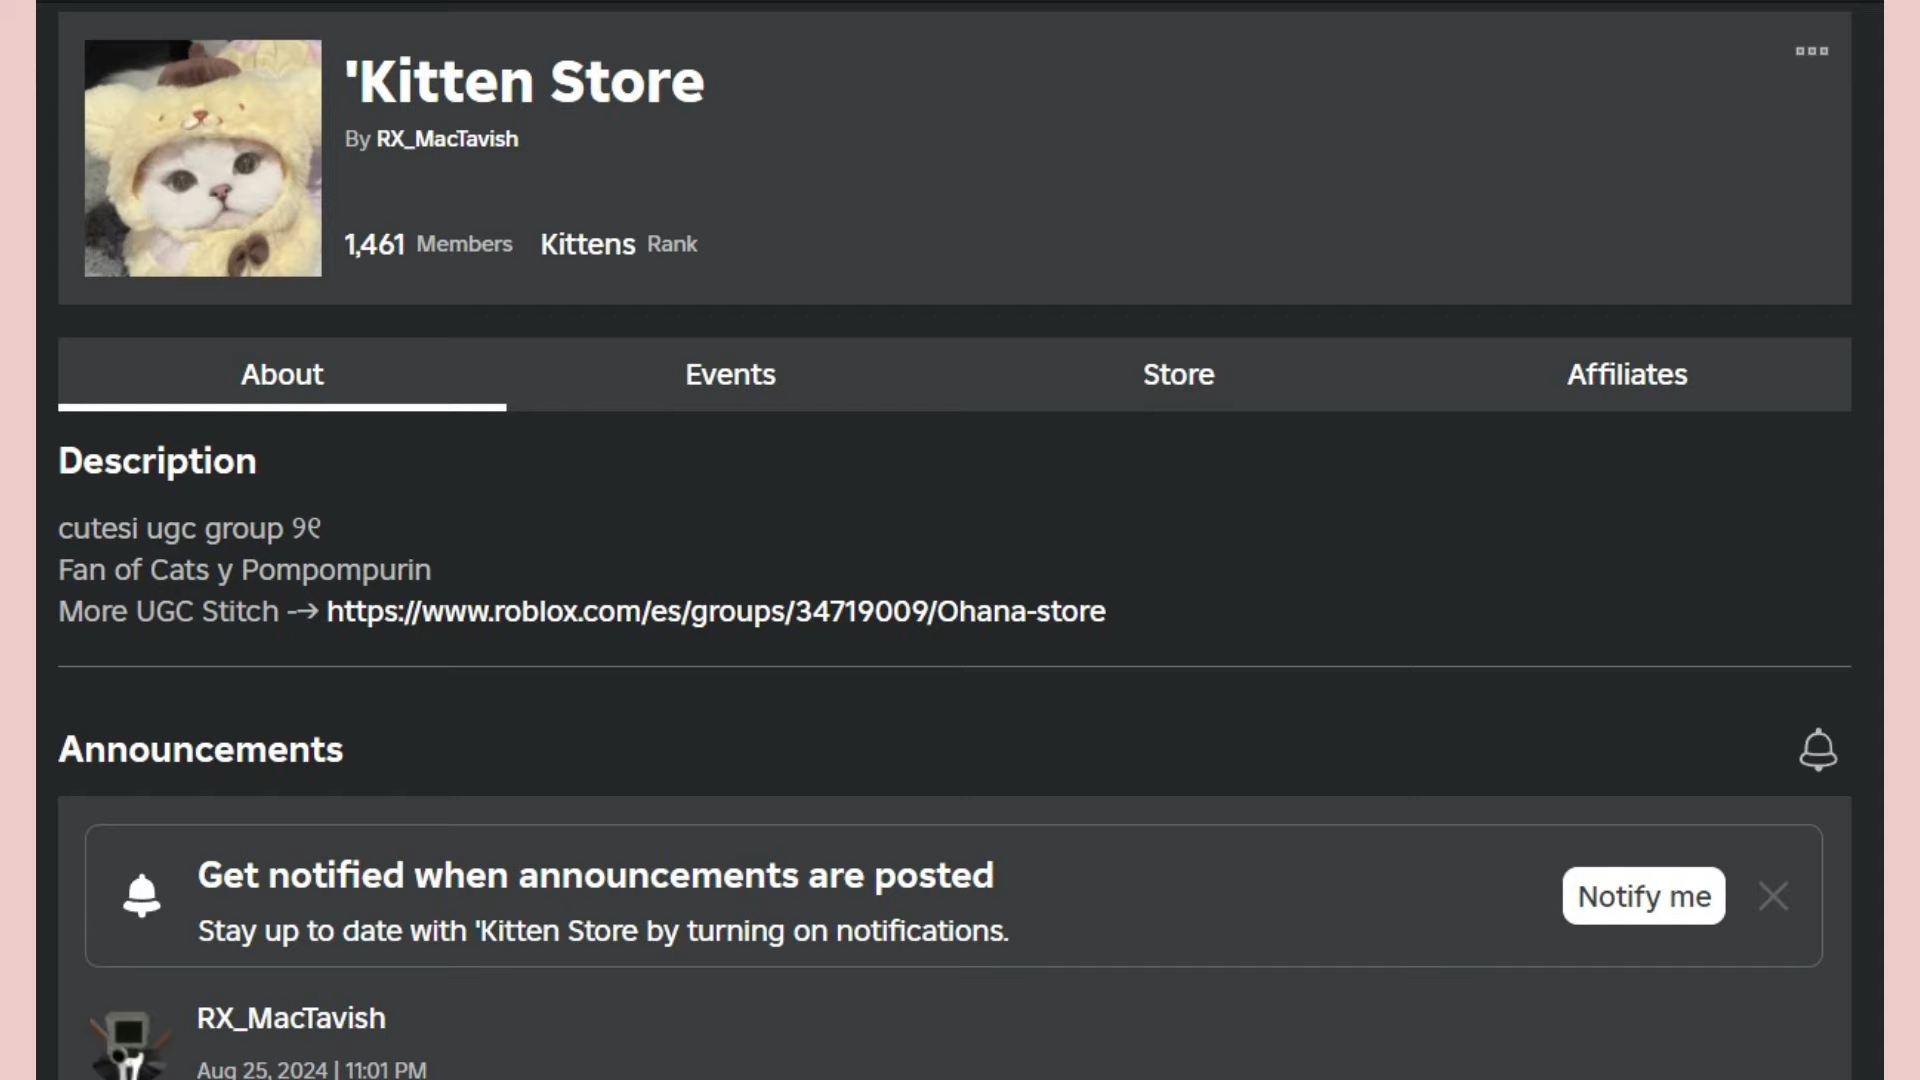 'Kitten Store
By RX_MacTavish
1,461 Members Kittens Rank
About Events Store Affiliates
Description
cutesi ugc group ୨୧
Fan of Cats y Pompompurin
More UGC Stitch --> https://www.roblox.com/es/groups/34719009/Ohana-store
Announcements
Get notified when announcements are posted
Notify me
Stay up to date with 'Kitten Store by turning on notifications.
RX_MacTavish
Aug 25, 2024 | 11:01 PM